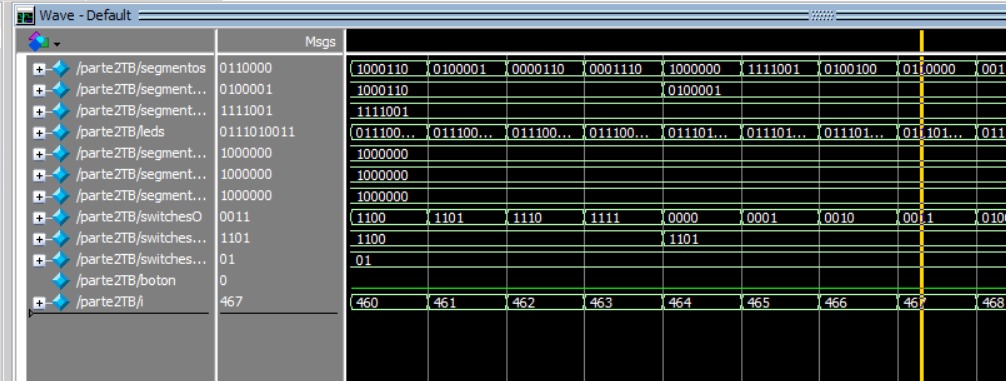 Wave - Default
Msgs
/parte2TB/segmentos 0110000 1000110 0100001 0000110 0001110 1000000 1111001 0100100 0110000 001
/parte2TB/segment... 0100001 1000110 0100001
/parte2TB/segment... 1111001 1111001
/parte2TB/leds 0111010011 011100... 011100... 011100... 011100... 011101... 011101... 011101... 011101... 011
/parte2TB/segment... 1000000 1000000
/parte2TB/segment... 1000000 1000000
/parte2TB/segment... 1000000 1000000
/parte2TB/switchesO 0011 1100 1101 1110 1111 0000 0001 0010 0011 010
/parte2TB/switches... 1101 1100 1101
/parte2TB/switches... 01 01
/parte2TB/boton 0
/parte2TB/i 467 460 461 462 463 464 465 466 467 468